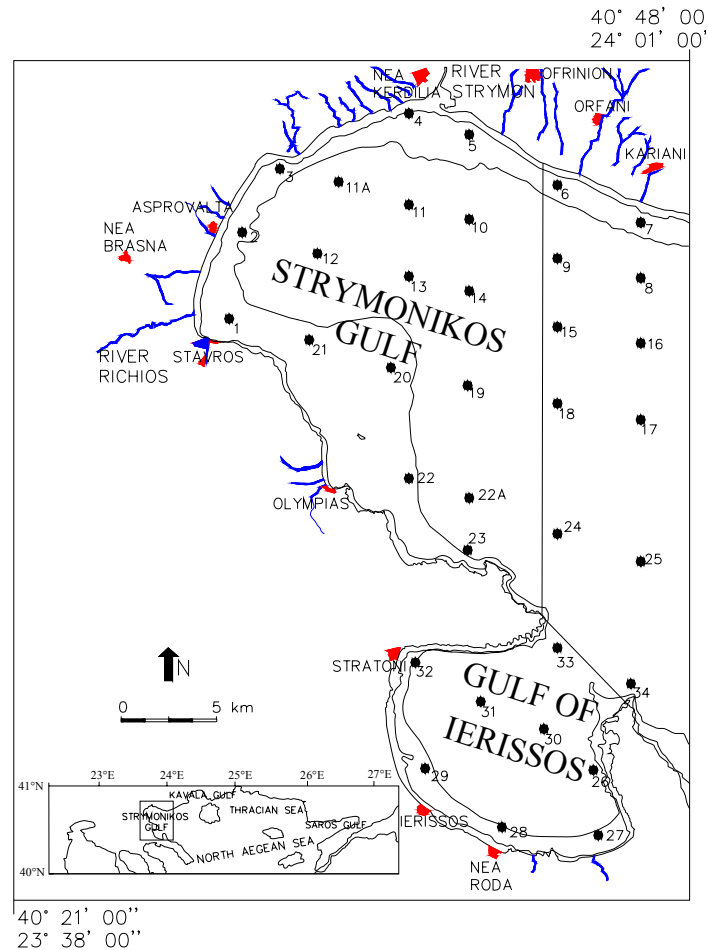 40° 48' 00
24° 01' 00'
NEA
KERDILIA
RIVER
STRYMON
OFRINION
ORFANI
KARIANI
4
5
3
11A
6
11
10
7
ASPROVALTA
2
NEA
BRASNA
12
9
13
8
14
STRYMONIKOS
GULF
1
15
21
16
RIVER
RICHIOS
STAVROS
20
19
18
17
22
22A
OLYMPIAS
24
23
25
33
STRATONI
32
N
GULF OF
IERISSOS
34
31
0 5 km
30
29
26
41°N
23°E
24°E
25°E
26°E
27°E
KAVALA GULF
THRACIAN SEA
STRYMONIKOS
GULF
SAROS GULF
NORTH AEGEAN SEA
40°N
IERISSOS
28
27
NEA
RODA
40° 21' 00''
23° 38' 00''